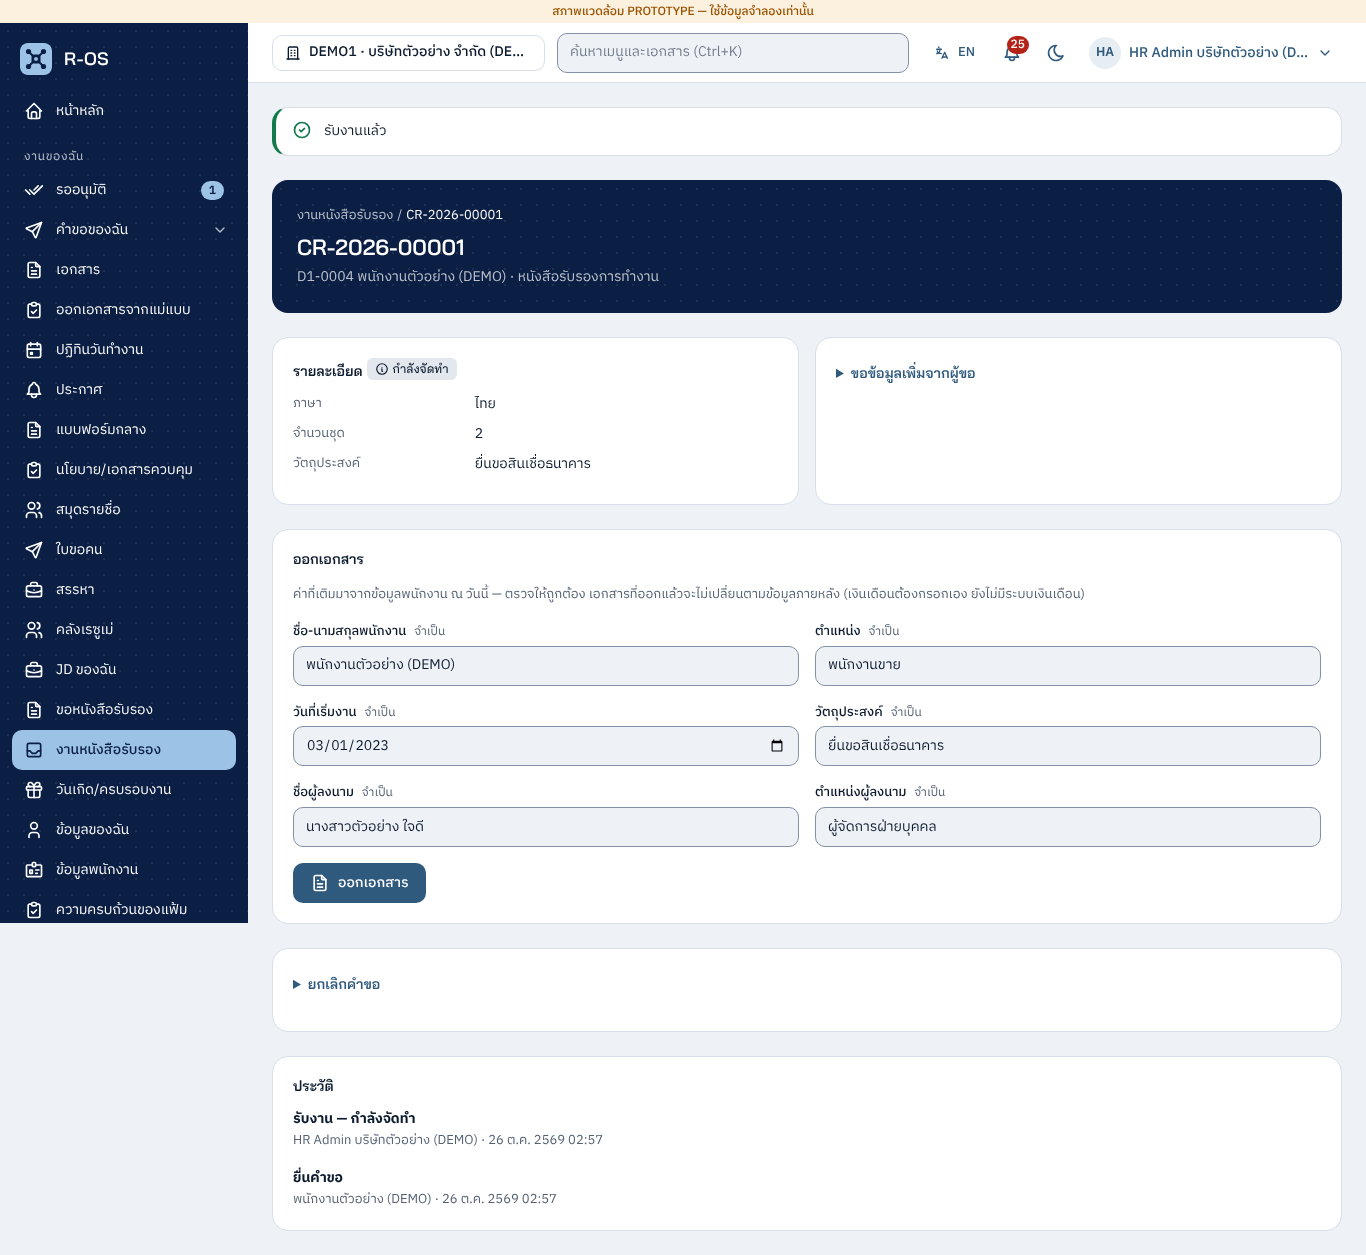 สภาพแวดล้อม PROTOTYPE — ใช้ข้อมูลจำลองเท่านั้น
R-OS
DEMO1 · บริษัทตัวอย่าง จำกัด (DE...
ค้นหาเมนูและเอกสาร (Ctrl+K)
EN
25
HA
HR Admin บริษัทตัวอย่าง (D...
หน้าหลัก
งานของฉัน
รออนุมัติ
1
คำขอของฉัน
เอกสาร
ออกเอกสารจากแม่แบบ
ปฏิทินวันทำงาน
ประกาศ
แบบฟอร์มกลาง
นโยบาย/เอกสารควบคุม
สมุดรายชื่อ
ใบขอคน
สรรหา
คลังเรซูเม่
JD ของฉัน
ขอหนังสือรับรอง
งานหนังสือรับรอง
วันเกิด/ครบรอบงาน
ข้อมูลของฉัน
ข้อมูลพนักงาน
ความครบถ้วนของแฟ้ม
รับงานแล้ว
งานหนังสือรับรอง / CR-2026-00001
CR-2026-00001
D1-0004 พนักงานตัวอย่าง (DEMO) · หนังสือรับรองการทำงาน
รายละเอียด กำลังจัดทำ
ภาษา ไทย
จำนวนชุด 2
วัตถุประสงค์ ยื่นขอสินเชื่อธนาคาร
ขอข้อมูลเพิ่มจากผู้ขอ
ออกเอกสาร
ค่าที่เติมมาจากข้อมูลพนักงาน ณ วันนี้ — ตรวจให้ถูกต้อง เอกสารที่ออกแล้วจะไม่เปลี่ยนตามข้อมูลภายหลัง (เงินเดือนต้องกรอกเอง ยังไม่มีระบบเงินเดือน)
ชื่อ-นามสกุลพนักงาน จำเป็น
พนักงานตัวอย่าง (DEMO)
ตำแหน่ง จำเป็น
พนักงานขาย
วันที่เริ่มงาน จำเป็น
03/01/2023
วัตถุประสงค์ จำเป็น
ยื่นขอสินเชื่อธนาคาร
ชื่อผู้ลงนาม จำเป็น
นางสาวตัวอย่าง ใจดี
ตำแหน่งผู้ลงนาม จำเป็น
ผู้จัดการฝ่ายบุคคล
ออกเอกสาร
ยกเลิกคำขอ
ประวัติ
รับงาน — กำลังจัดทำ
HR Admin บริษัทตัวอย่าง (DEMO) · 26 ต.ค. 2569 02:57
ยื่นคำขอ
พนักงานตัวอย่าง (DEMO) · 26 ต.ค. 2569 02:57